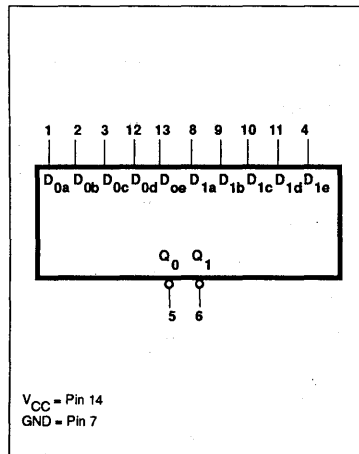 1 2 3 12 13 8 9 10 11 4
D0a D0b D0c D0d Doe D1a D1b D1c D1d D1e
Q0 Q1
5 6
VCC = Pin 14
GND = Pin 7